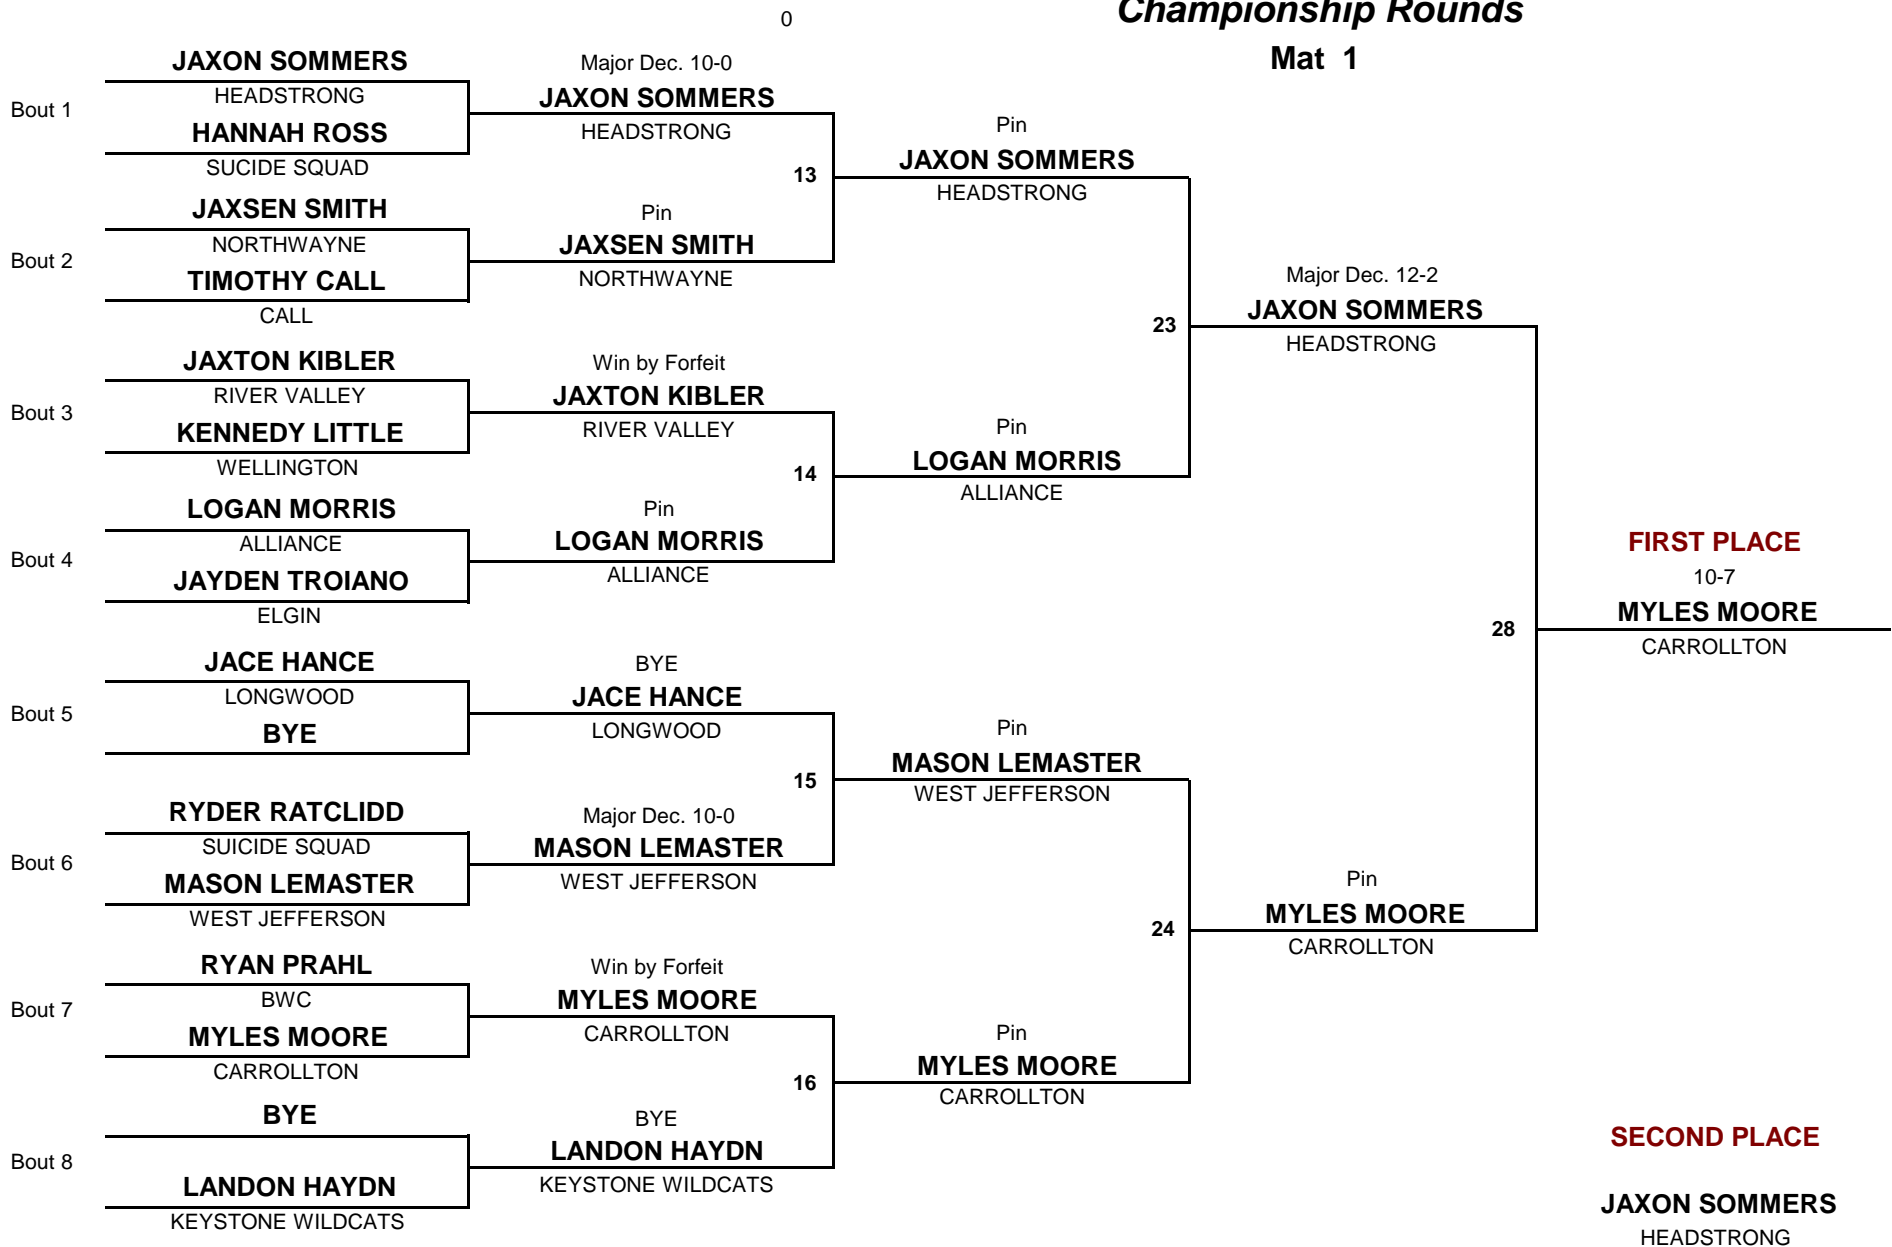 0
Championship Rounds
Mat 1
Bout 1
JAXON SOMMERS
HEADSTRONG
HANNAH ROSS
SUCIDE SQUAD
Bout 2
JAXSEN SMITH
NORTHWAYNE
TIMOTHY CALL
CALL
Bout 3
JAXTON KIBLER
RIVER VALLEY
KENNEDY LITTLE
WELLINGTON
Bout 4
LOGAN MORRIS
ALLIANCE
JAYDEN TROIANO
ELGIN
Bout 5
JACE HANCE
LONGWOOD
BYE
Bout 6
RYDER RATCLIDD
SUICIDE SQUAD
MASON LEMASTER
WEST JEFFERSON
Bout 7
RYAN PRAHL
BWC
MYLES MOORE
CARROLLTON
Bout 8
BYE
LANDON HAYDN
KEYSTONE WILDCATS
Major Dec. 10-0
JAXON SOMMERS
HEADSTRONG
13
Pin
JAXSEN SMITH
NORTHWAYNE
Win by Forfeit
JAXTON KIBLER
RIVER VALLEY
14
Pin
LOGAN MORRIS
ALLIANCE
BYE
JACE HANCE
LONGWOOD
15
Major Dec. 10-0
MASON LEMASTER
WEST JEFFERSON
Win by Forfeit
MYLES MOORE
CARROLLTON
16
BYE
LANDON HAYDN
KEYSTONE WILDCATS
Pin
JAXON SOMMERS
HEADSTRONG
23
Pin
LOGAN MORRIS
ALLIANCE
Pin
MASON LEMASTER
WEST JEFFERSON
24
Pin
MYLES MOORE
CARROLLTON
Major Dec. 12-2
JAXON SOMMERS
HEADSTRONG
28
Pin
MYLES MOORE
CARROLLTON
FIRST PLACE
10-7
MYLES MOORE
CARROLLTON
SECOND PLACE
JAXON SOMMERS
HEADSTRONG